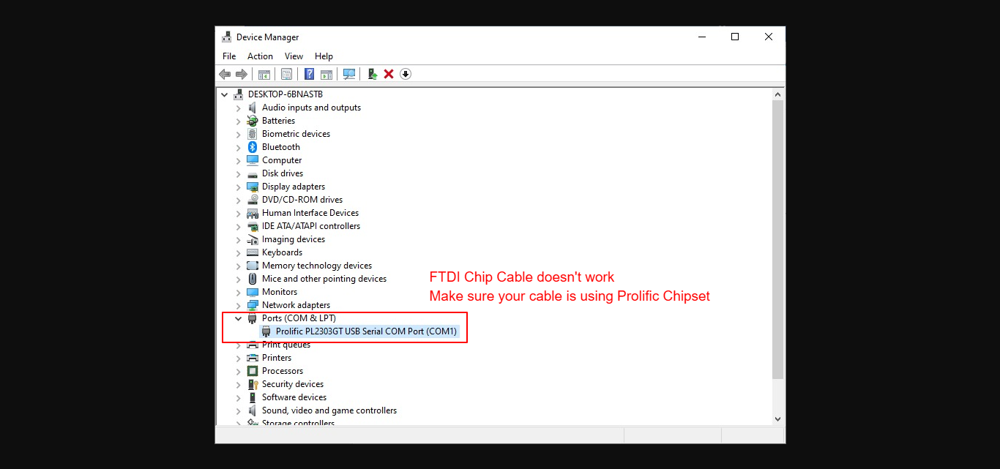 Device Manager
File Action View Help
DESKTOP-6BNASTB
Audio inputs and outputs
Batteries
Biometric devices
Bluetooth
Computer
Disk drives
Display adapters
DVD/CD-ROM drives
Human Interface Devices
IDE ATA/ATAPI controllers
Imaging devices
Keyboards
Memory technology devices
Mice and other pointing devices
FTDI Chip Cable doesn't work
Monitors
Make sure your cable is using Prolific Chipset
Network adapters
Ports (COM & LPT)
Prolific PL2303GT USB Serial COM Port (COM1)
Print queues
Printers
Processors
Security devices
Software devices
Sound, video and game controllers
Storage controllers